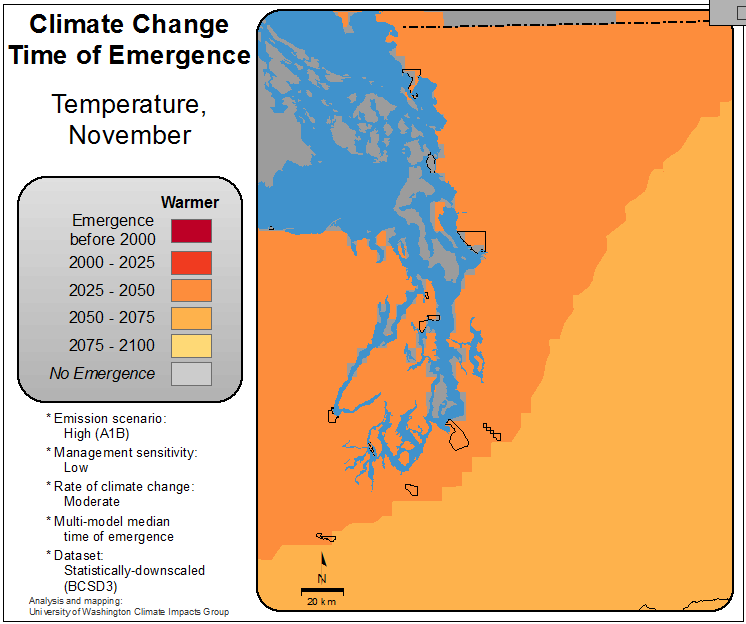 Climate Change
Time of Emergence
Temperature,
November
Warmer
Emergence
before 2000
2000 - 2025
2025 - 2050
2050 - 2075
2075 - 2100
No Emergence
* Emission scenario:
High (A1B)
* Management sensitivity:
Low
* Rate of climate change:
Moderate
* Multi-model median
time of emergence
* Dataset:
Statistically-downscaled
(BCSD3)
Analysis and mapping:
University of Washington Climate Impacts Group
N
20 km